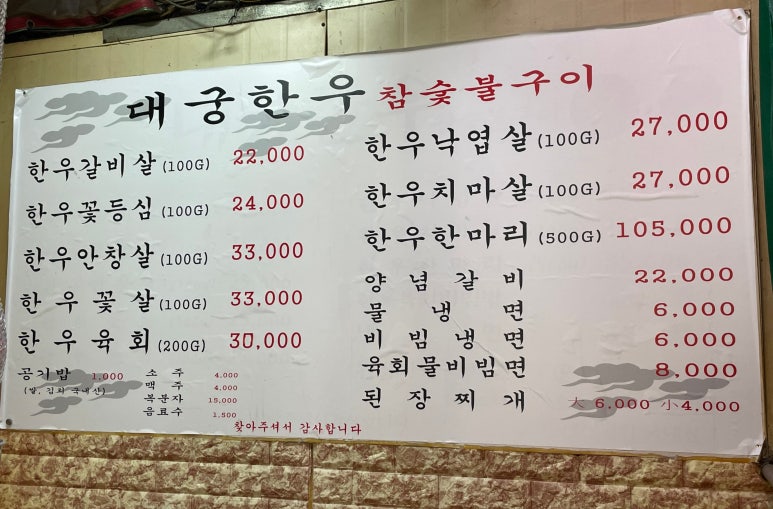 대궁한우 참숯불구이
한우갈비살(100G) 22,000
한우꽃등심(100G) 24,000
한우안창살(100G) 33,000
한우꽃살(100G) 33,000
한우육회(200G) 30,000
공기밥 1,000
(쌀, 김치 국내산)
소주 4,000
맥주 4,000
복분자 15,000
음료수 1,500
한우낙엽살(100G) 27,000
한우치마살(100G) 27,000
한우한마리(500G) 105,000
양념갈비 22,000
물냉면 6,000
비빔냉면 6,000
육회물비빔면 8,000
된장찌개 大 6,000 小 4,000
찾아주셔서 감사합니다